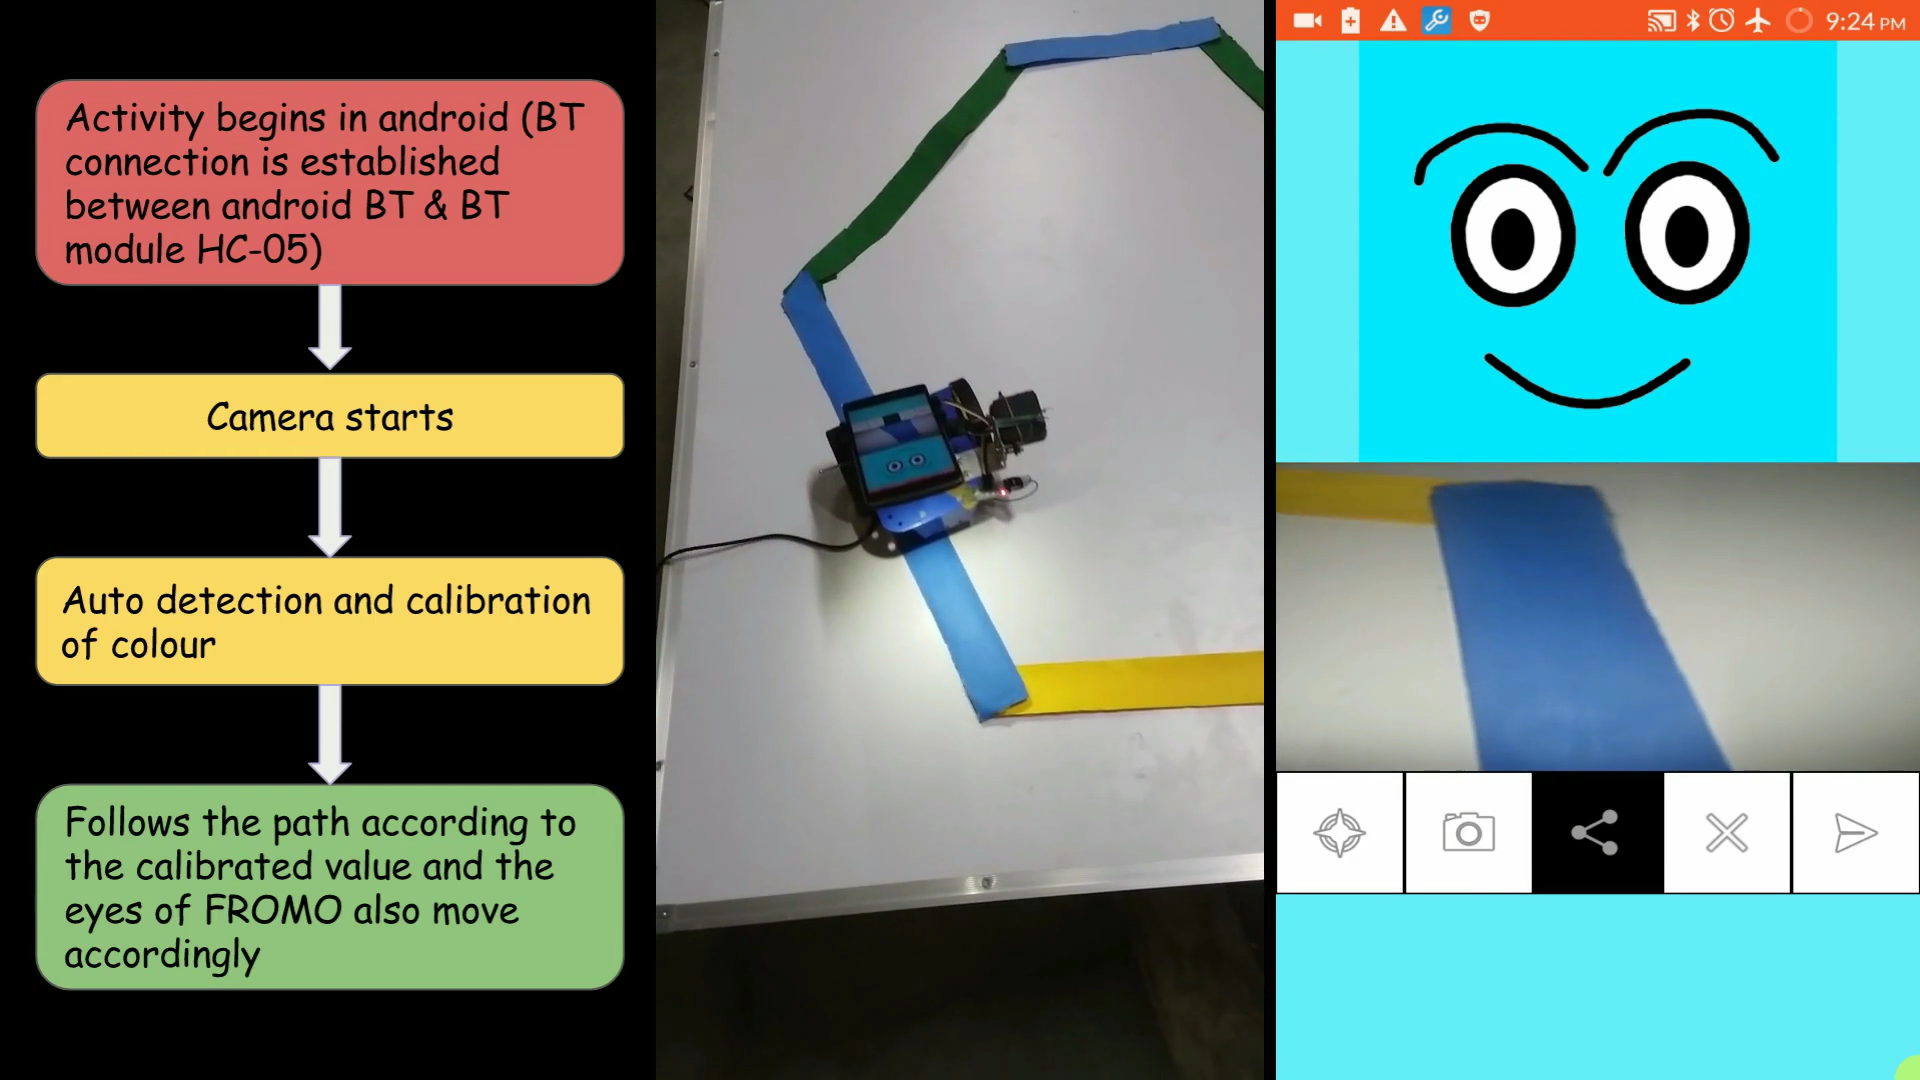 Activity begins in android (BT
connection is established
between android BT & BT
module HC-05)
Camera starts
Auto detection and calibration
of colour
Follows the path according to
the calibrated value and the
eyes of FROMO also move
accordingly
9:24 PM